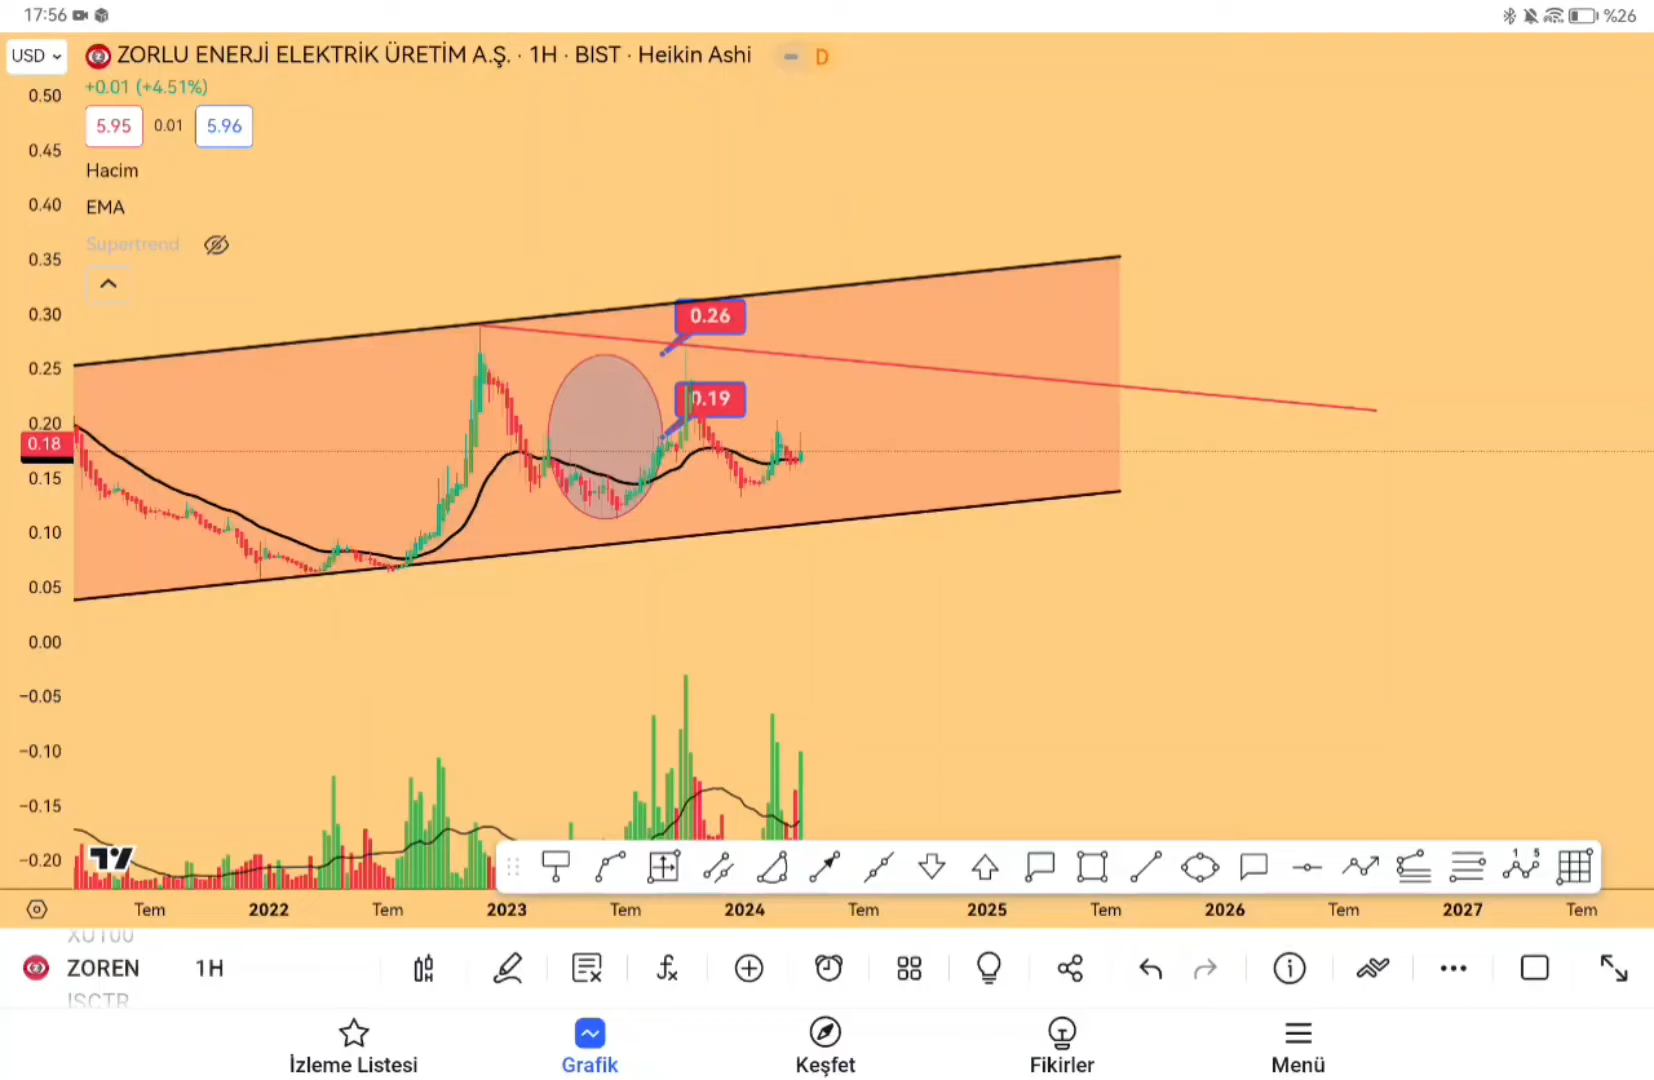 17:56
%26
USD
ZORLU ENERJİ ELEKTRİK ÜRETİM A.Ş. · 1H · BIST · Heikin Ashi
D
+0.01 (+4.51%)
5.95 0.01 5.96
Hacim
EMA
Supertrend
0.50
0.45
0.40
0.35
0.30
0.25
0.20
0.18
0.15
0.10
0.05
0.00
−0.05
−0.10
−0.15
−0.20
0.26
0.19
Tem 2022 Tem 2023 Tem 2024 Tem 2025 Tem 2026 Tem 2027 Tem
XU100
ZOREN 1H
ISCTR
İzleme Listesi Grafik Keşfet Fikirler Menü